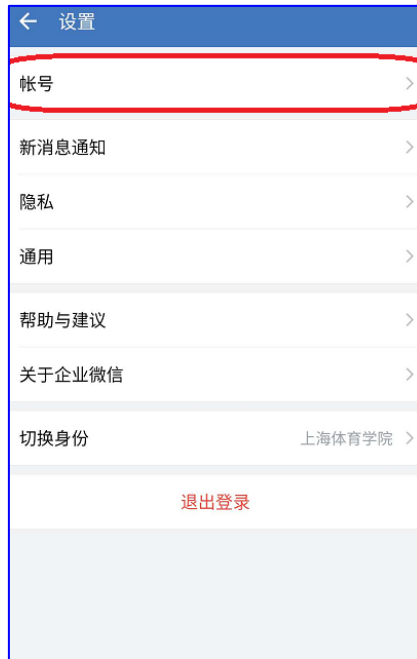 设置
帐号
新消息通知
隐私
通用
帮助与建议
关于企业微信
切换身份 上海体育学院
退出登录